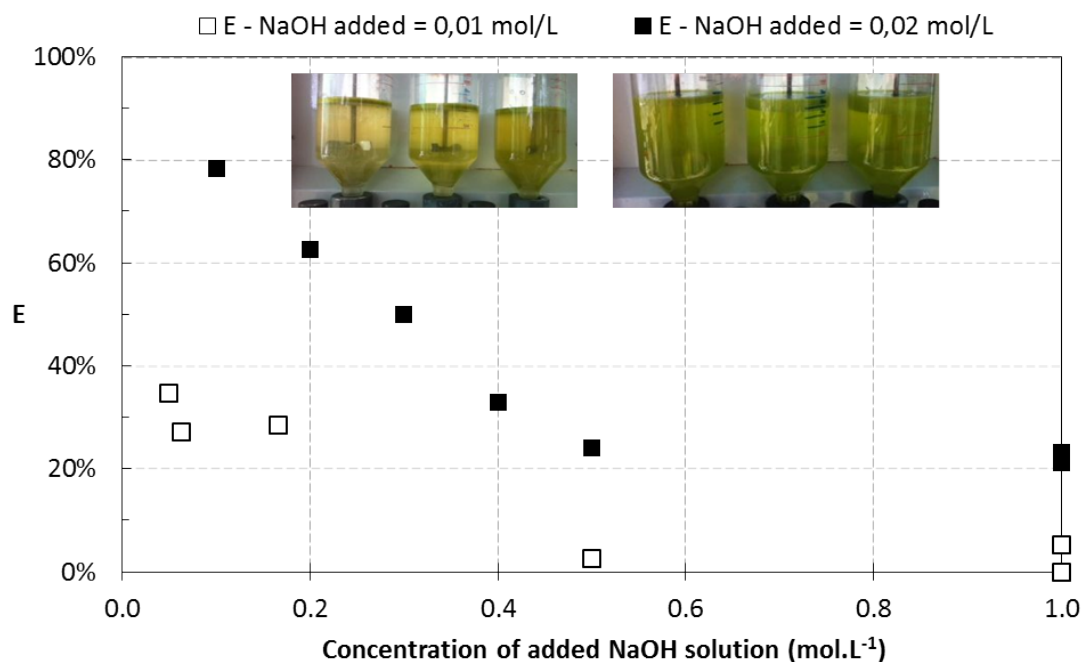 E - NaOH added = 0,01 mol/L E - NaOH added = 0,02 mol/L
100%
80%
60%
E
40%
20%
0%
0.0 0.2 0.4 0.6 0.8 1.0
Concentration of added NaOH solution (mol.L⁻¹)